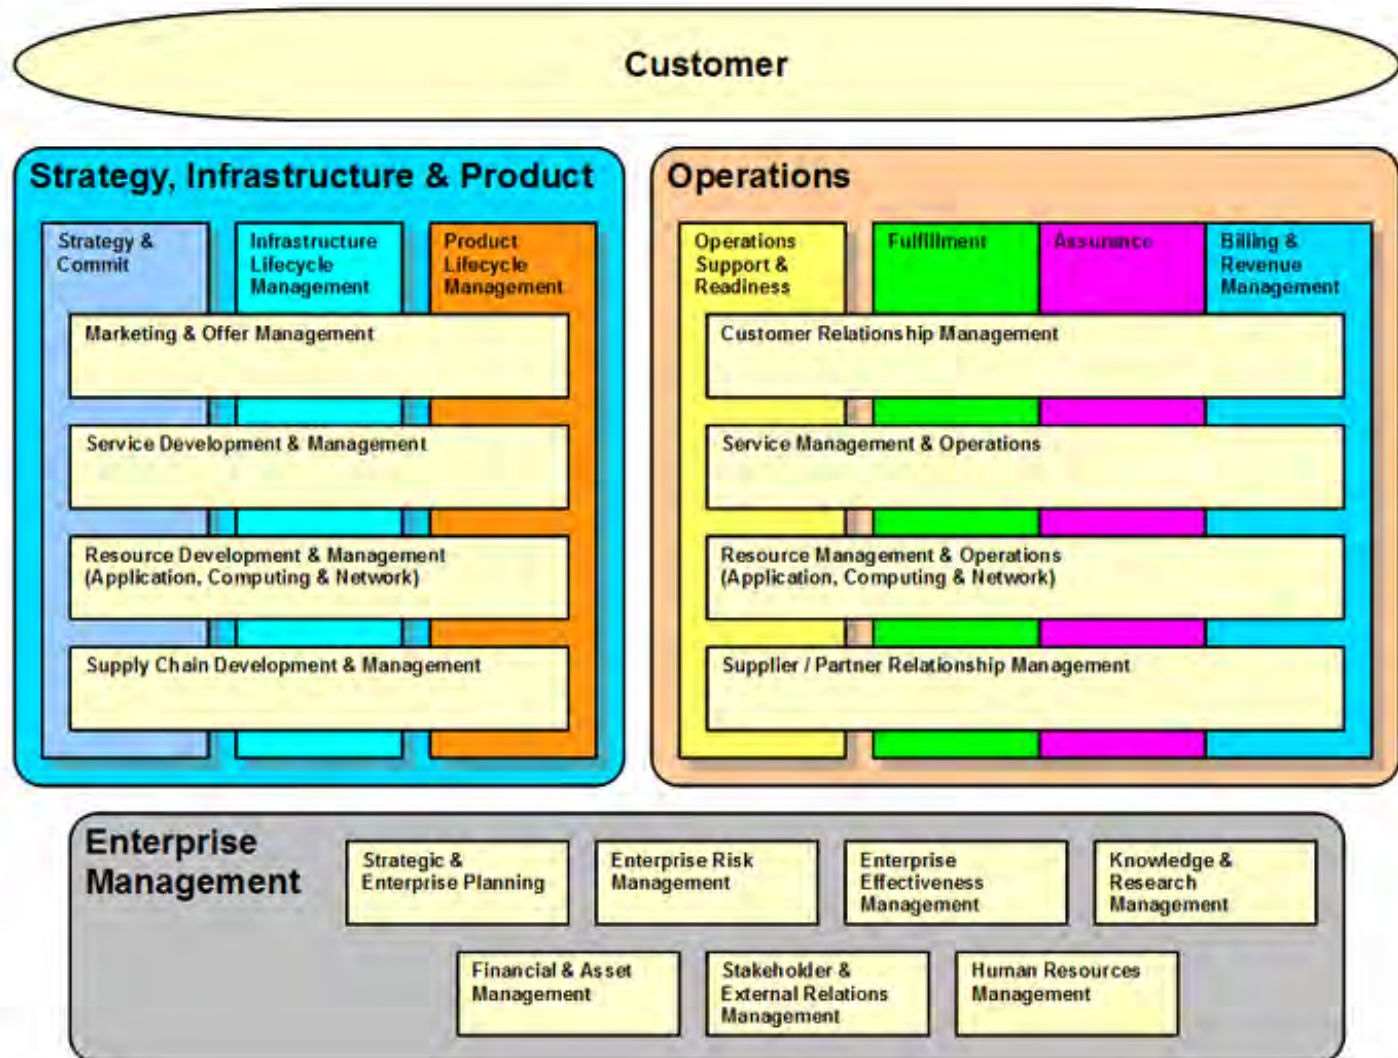 Customer
Strategy, Infrastructure & Product
Strategy &
Commit
Infrastructure
Lifecycle
Management
Product
Lifecycle
Management
Marketing & Offer Management
Service Development & Management
Resource Development & Management
(Application, Computing & Network)
Supply Chain Development & Management
Operations
Operations
Support &
Readiness
Fulfillment
Assurance
Billing &
Revenue
Management
Customer Relationship Management
Service Management & Operations
Resource Management & Operations
(Application, Computing & Network)
Supplier / Partner Relationship Management
Enterprise
Management
Strategic &
Enterprise Planning
Enterprise Risk
Management
Enterprise
Effectiveness
Management
Knowledge &
Research
Management
Financial & Asset
Management
Stakeholder &
External Relations
Management
Human Resources
Management